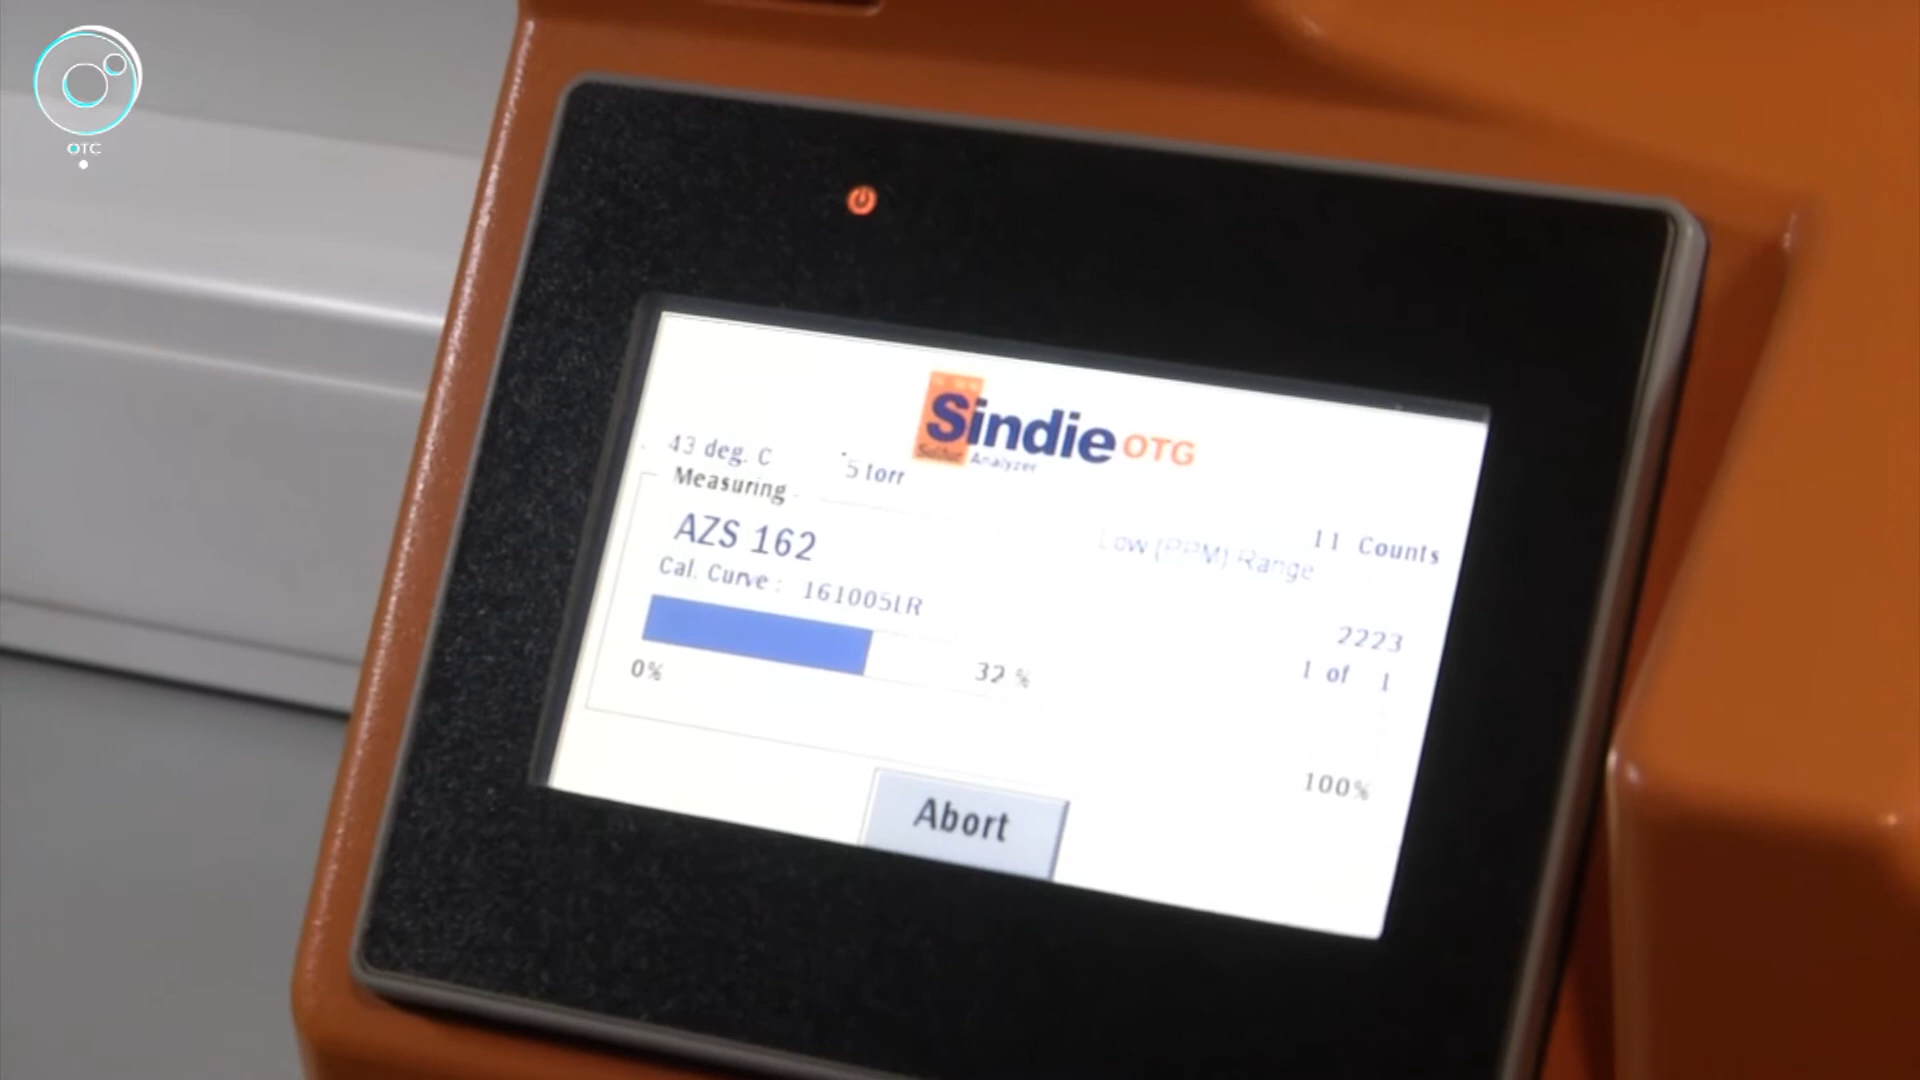 OTC
Sindie OTG
Sulfur Analyzer
43 deg. C
5 torr
Measuring
11 Counts
AZS 162
Low (PPM) Range
Cal. Curve : 161005LR
2223
1 of 1
0%
32 %
100%
Abort